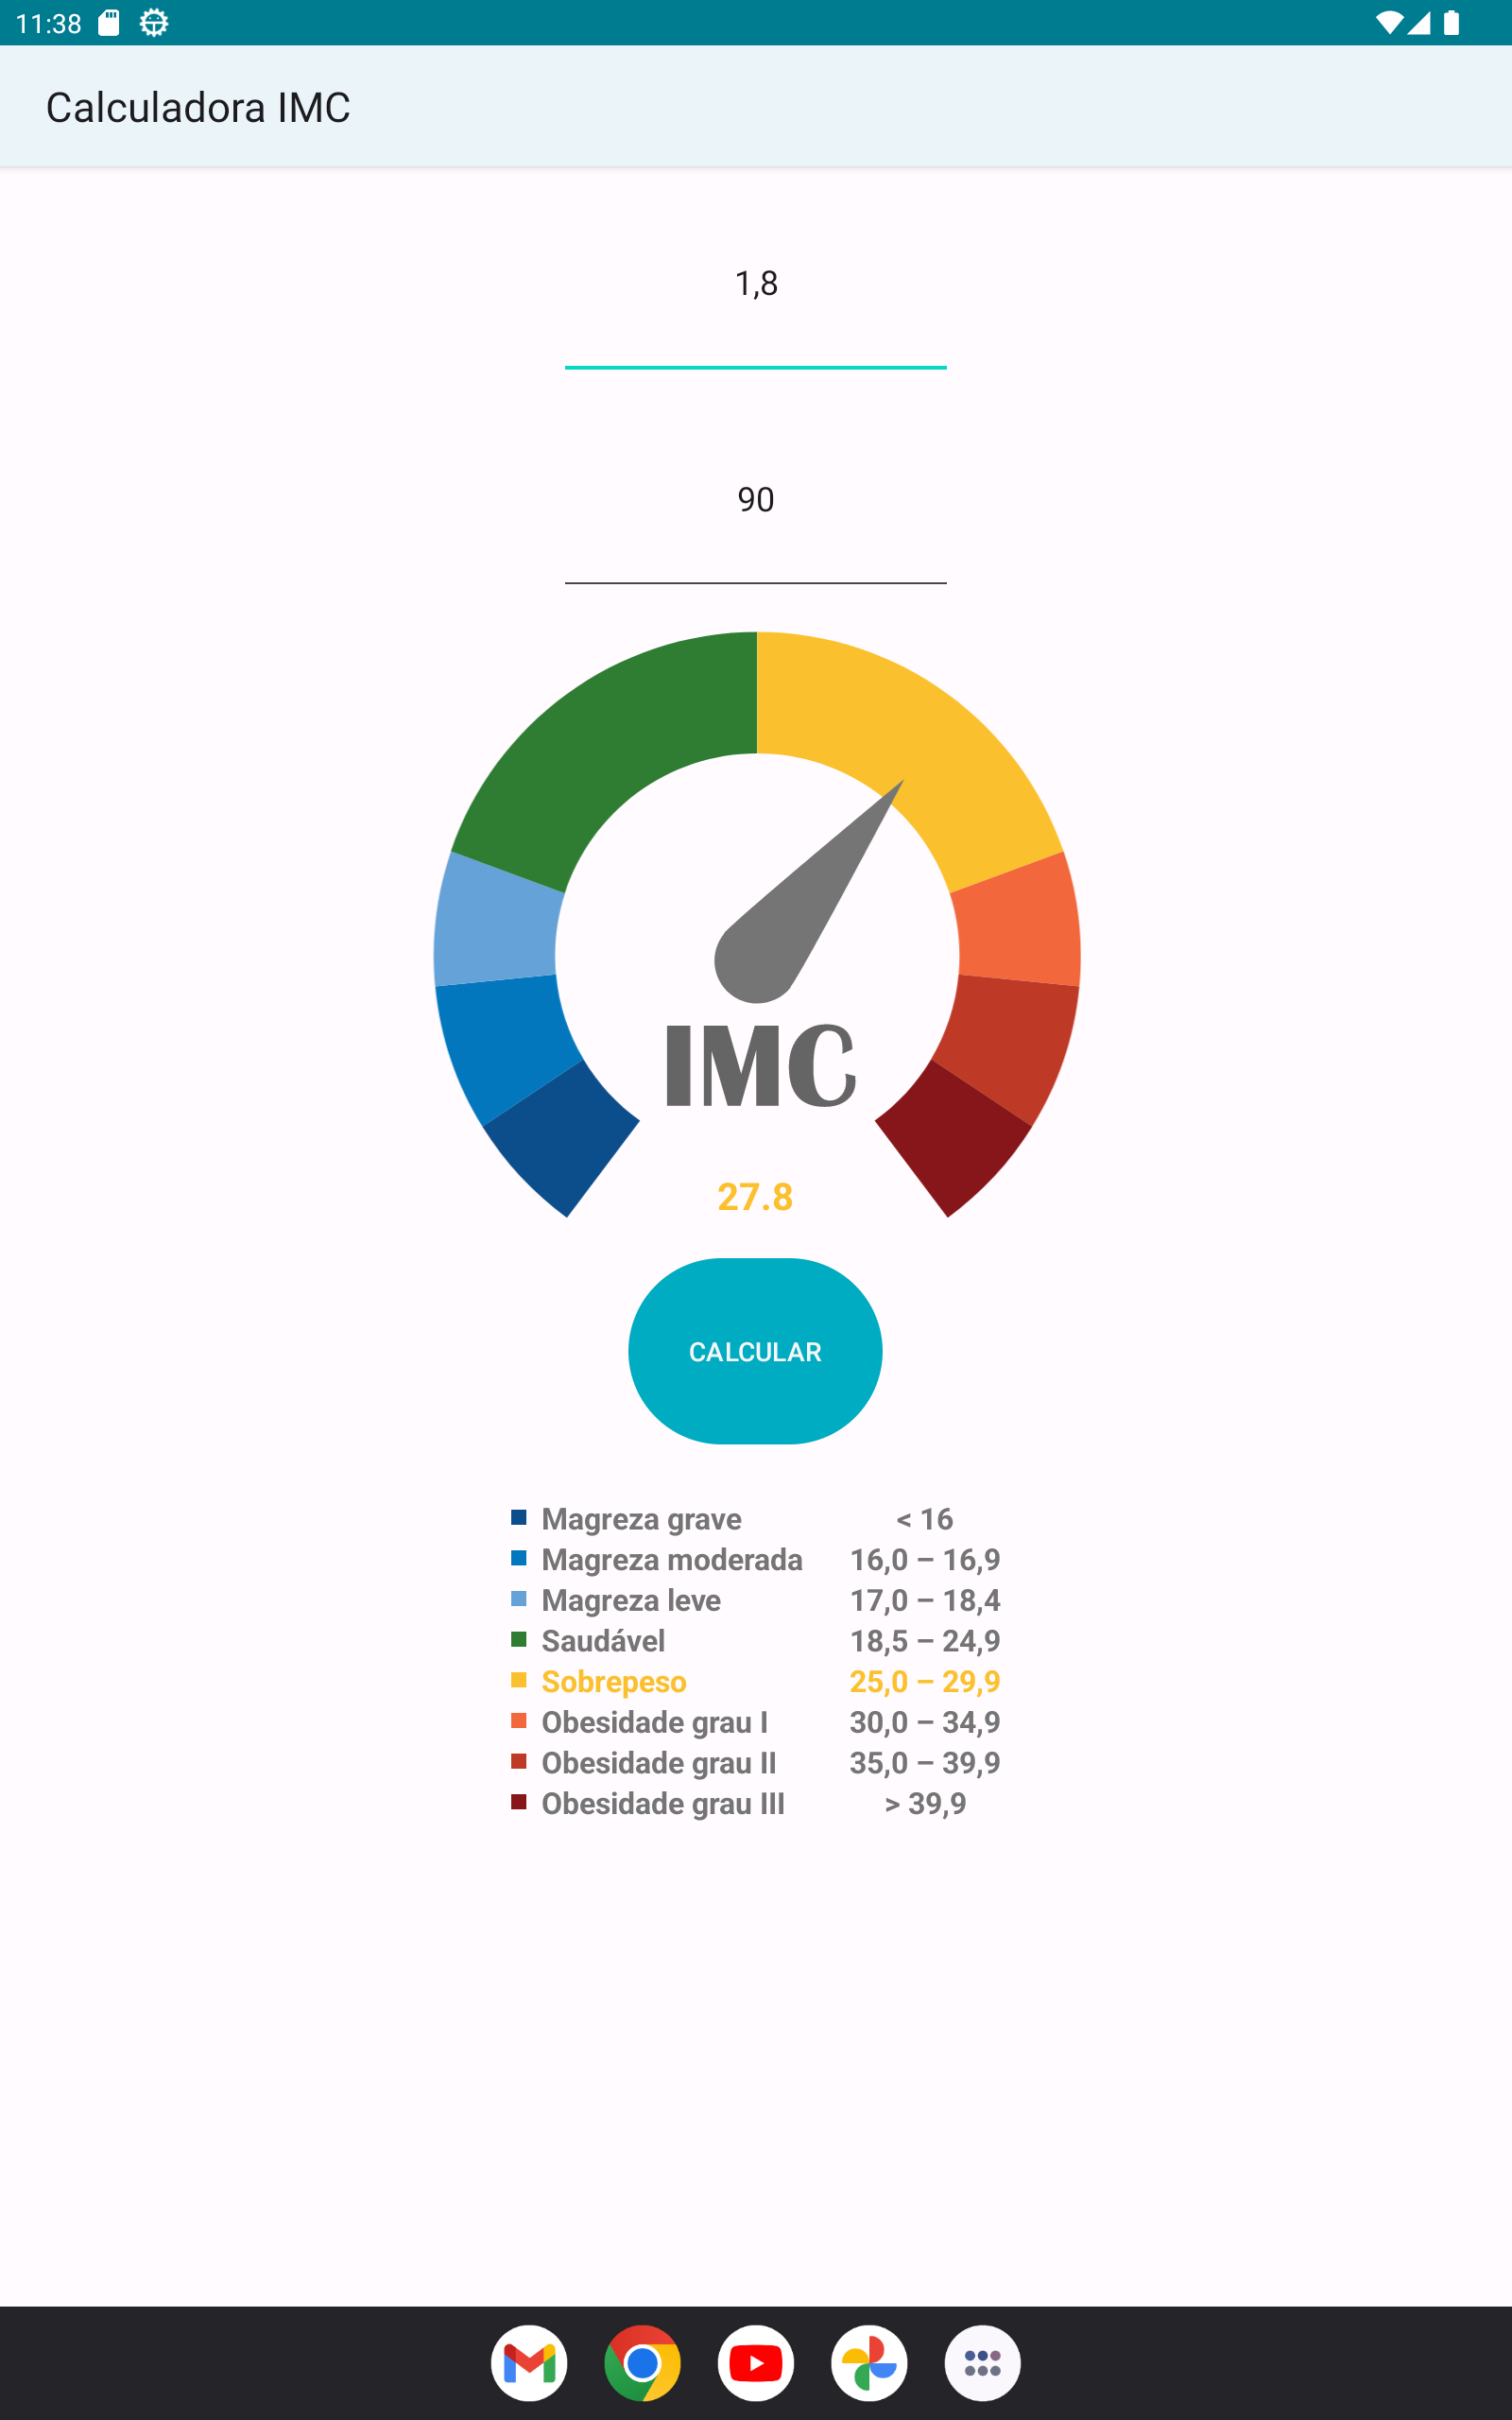 11:38
Calculadora IMC
1,8
90
IMC
27.8
CALCULAR
Magreza grave < 16
Magreza moderada 16,0 – 16,9
Magreza leve 17,0 – 18,4
Saudável 18,5 – 24,9
Sobrepeso 25,0 – 29,9
Obesidade grau I 30,0 – 34,9
Obesidade grau II 35,0 – 39,9
Obesidade grau III > 39,9